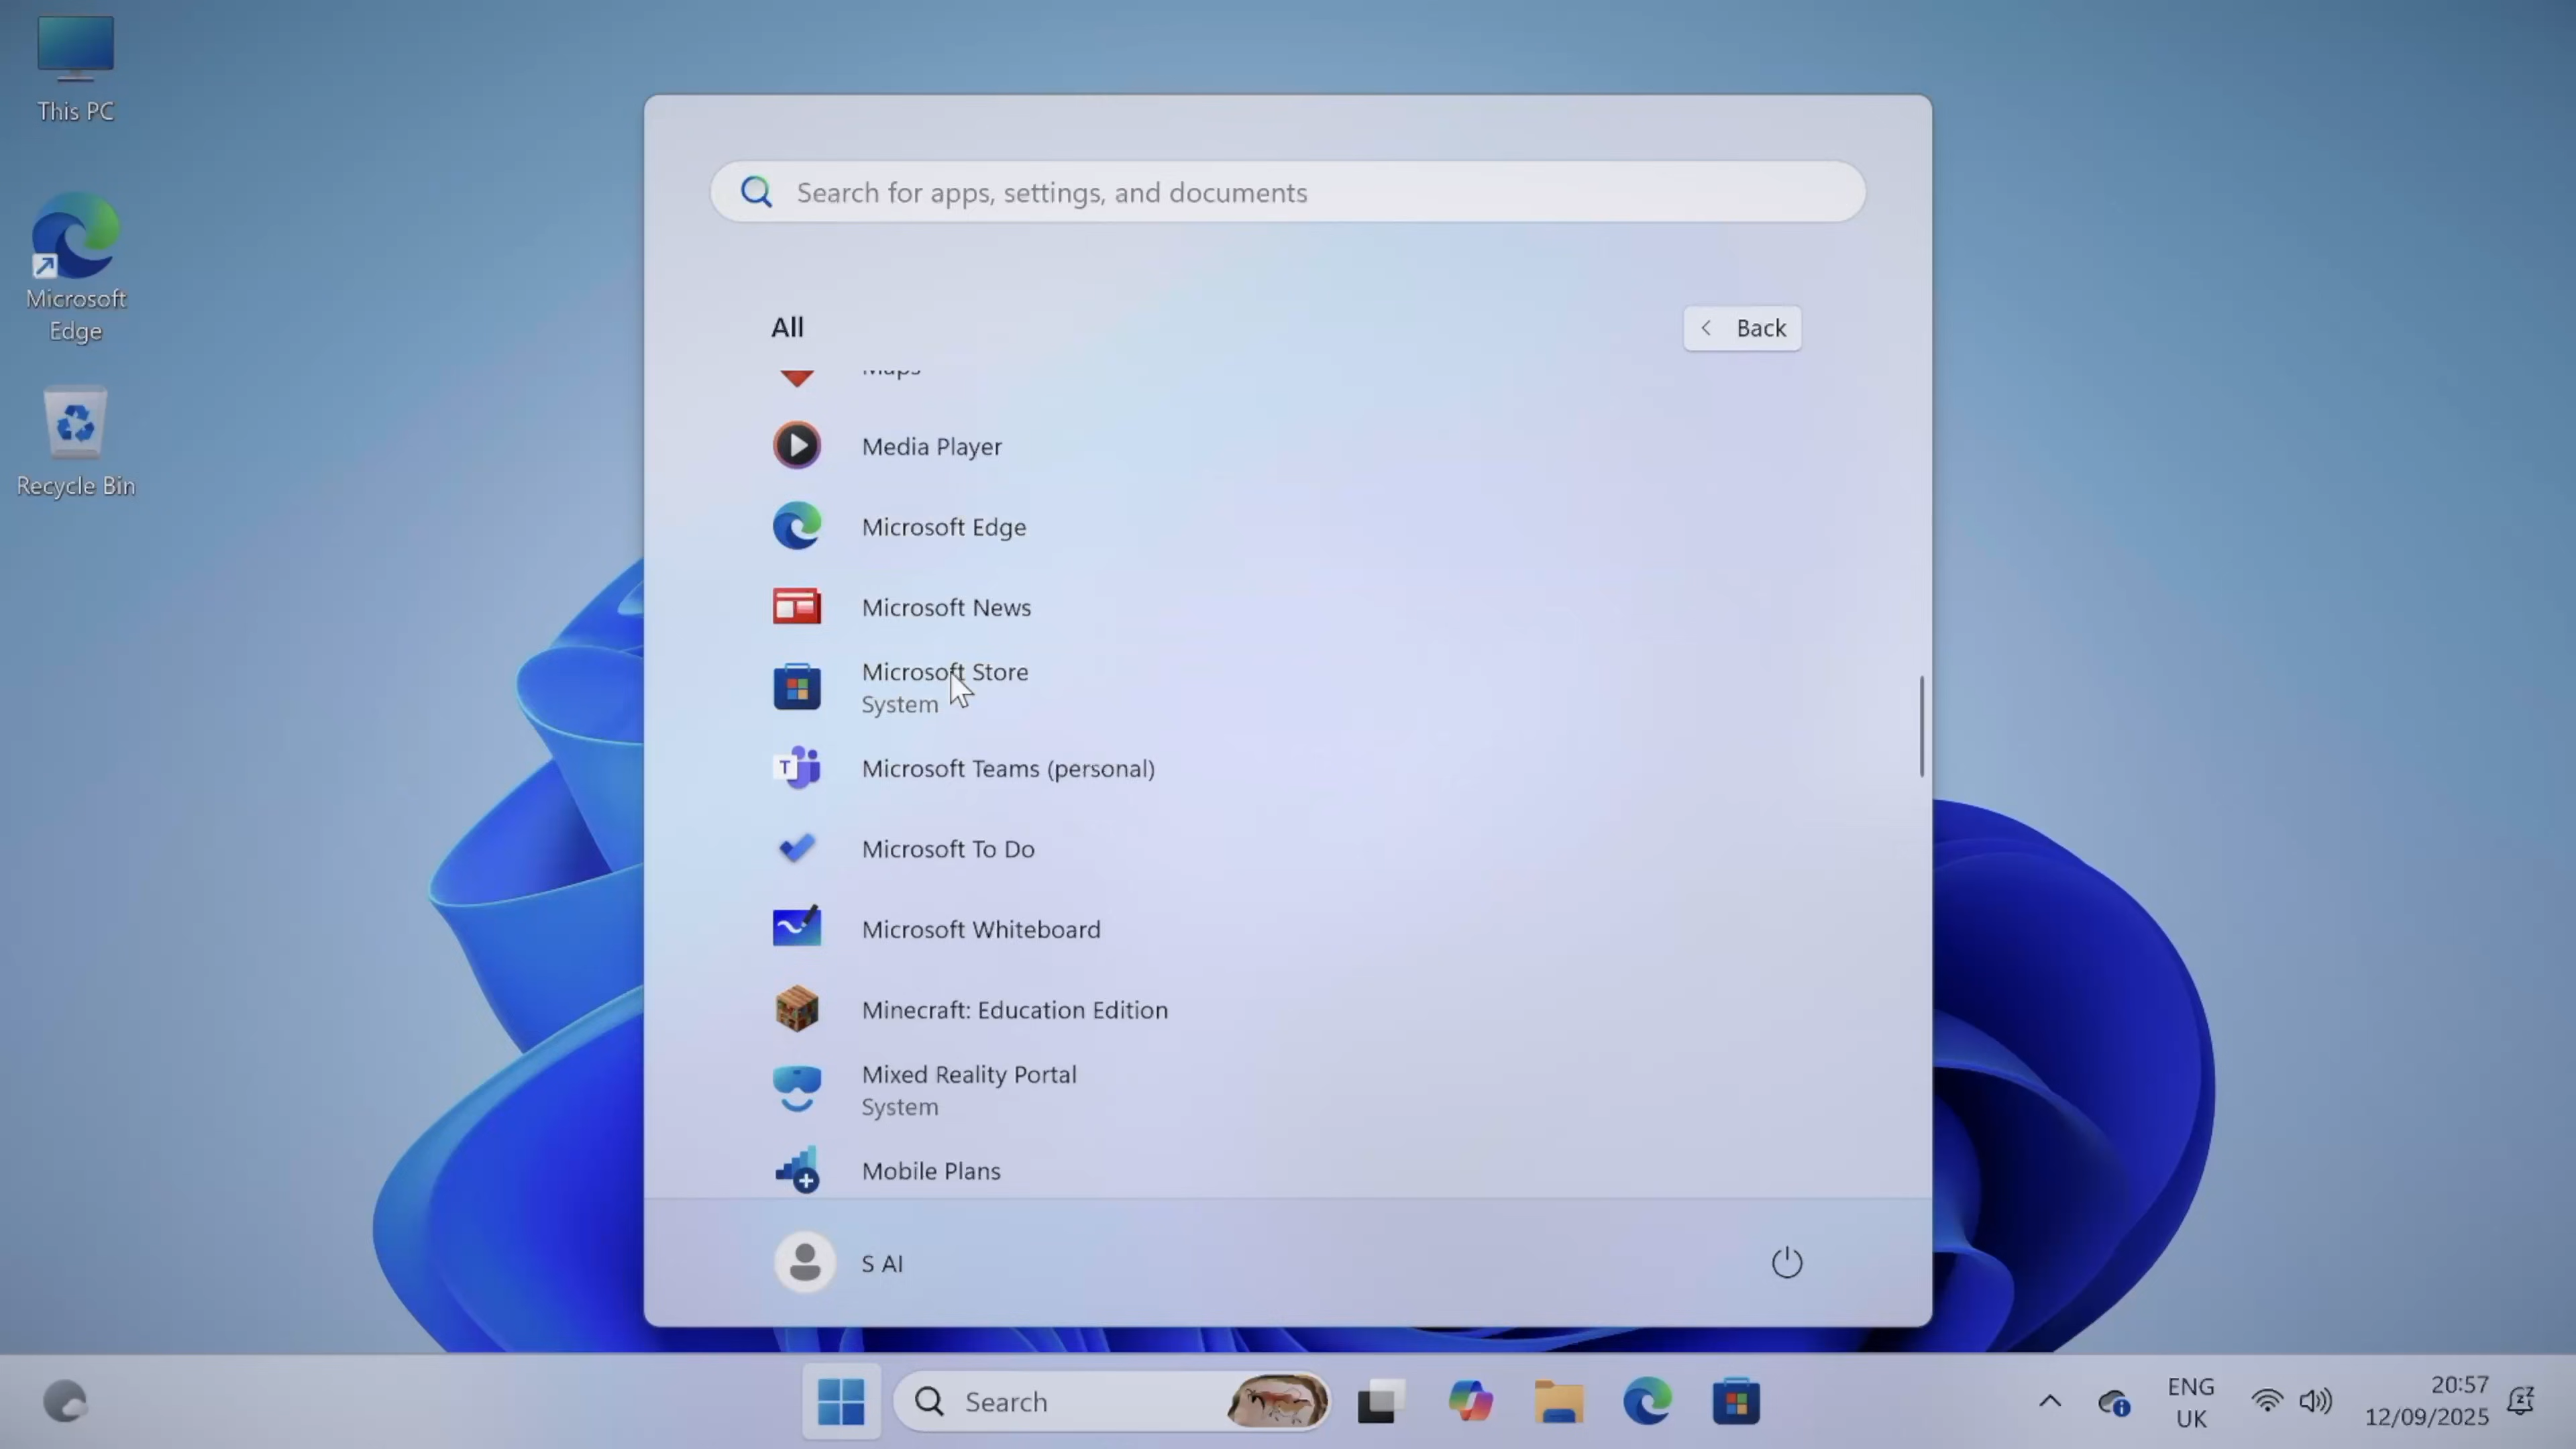 This PC
Microsoft
Edge
Recycle Bin
Search for apps, settings, and documents
All
Back
Maps
Media Player
Microsoft Edge
Microsoft News
Microsoft Store
System
T
Microsoft Teams (personal)
Microsoft To Do
Microsoft Whiteboard
Minecraft: Education Edition
Mixed Reality Portal
System
Mobile Plans
S AI
Search
ENG
UK
20:57
12/09/2025